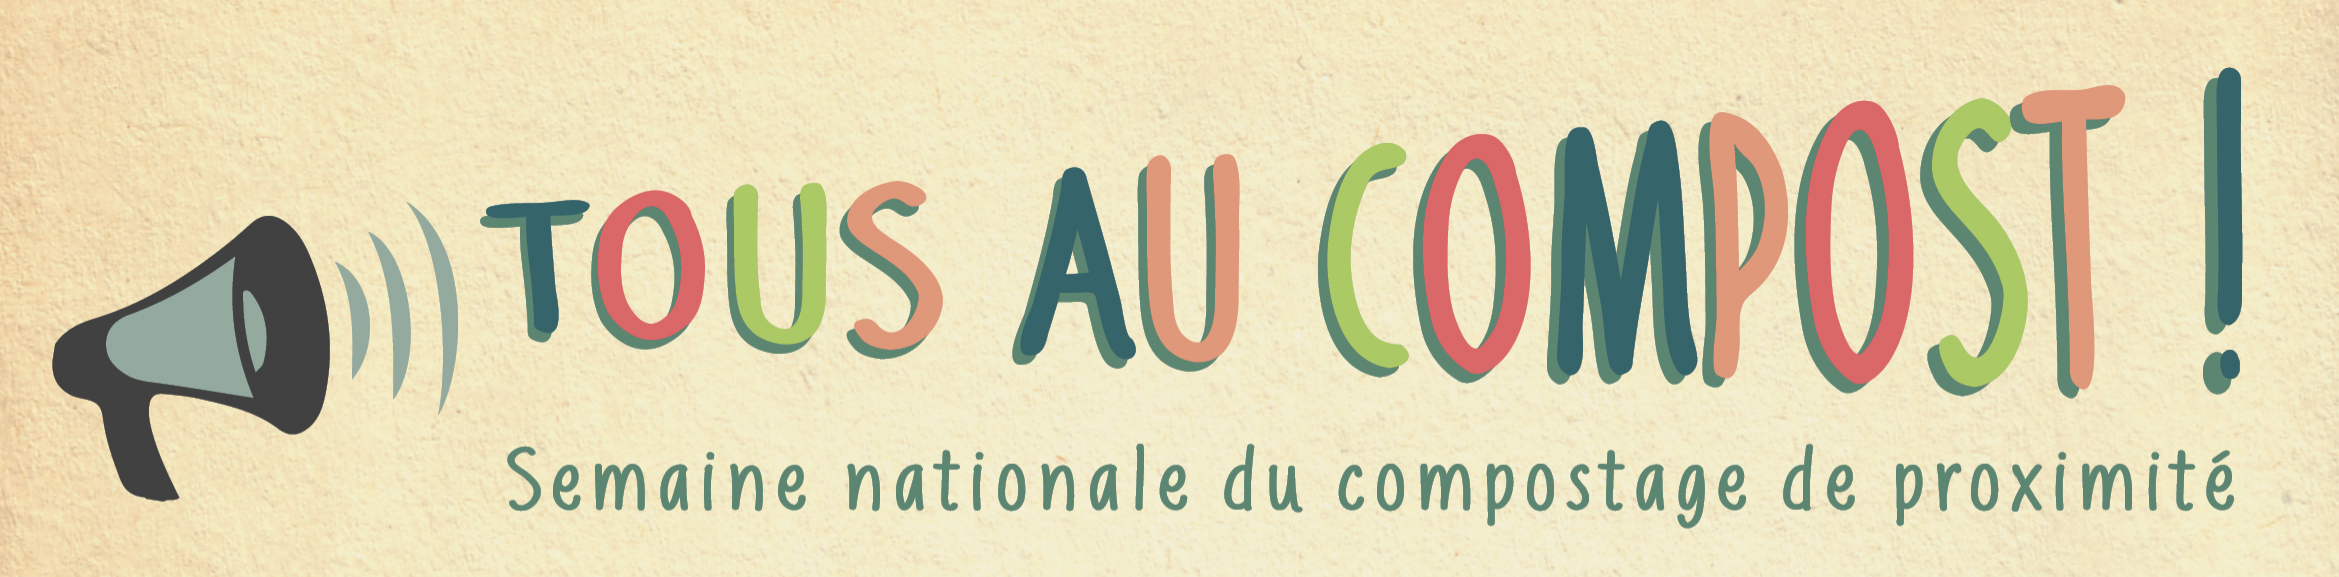 TOUS AU COMPOST !
Semaine nationale du compostage de proximité